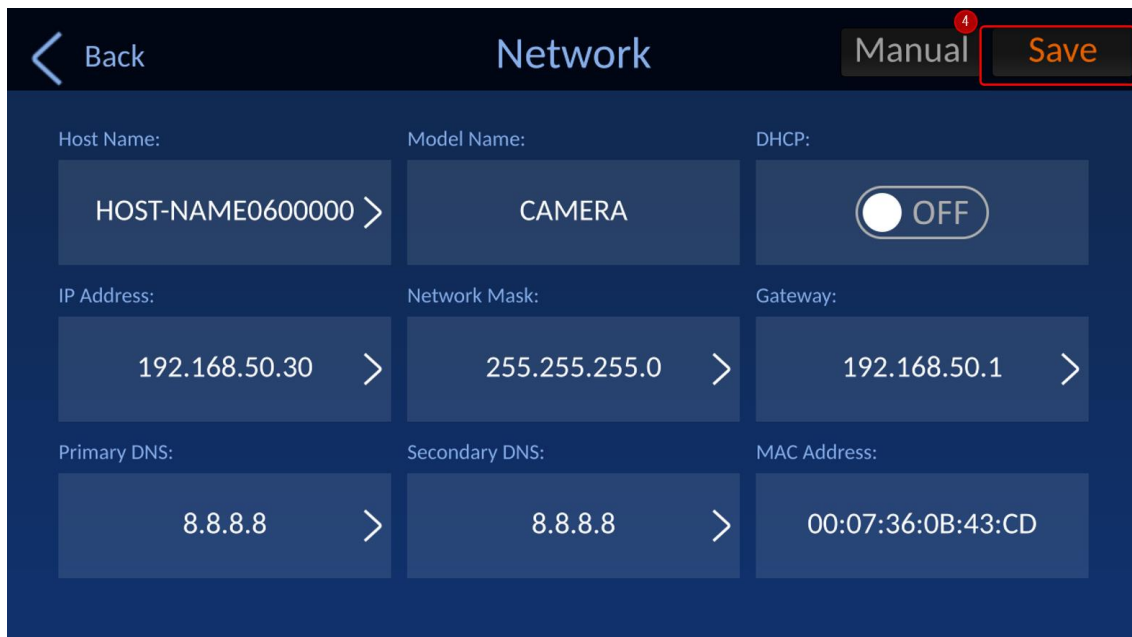 4
Back Network Manual Save
Host Name: Model Name: DHCP:
HOST-NAME0600000 CAMERA OFF
IP Address: Network Mask: Gateway:
192.168.50.30 255.255.255.0 192.168.50.1
Primary DNS: Secondary DNS: MAC Address:
8.8.8.8 8.8.8.8 00:07:36:0B:43:CD